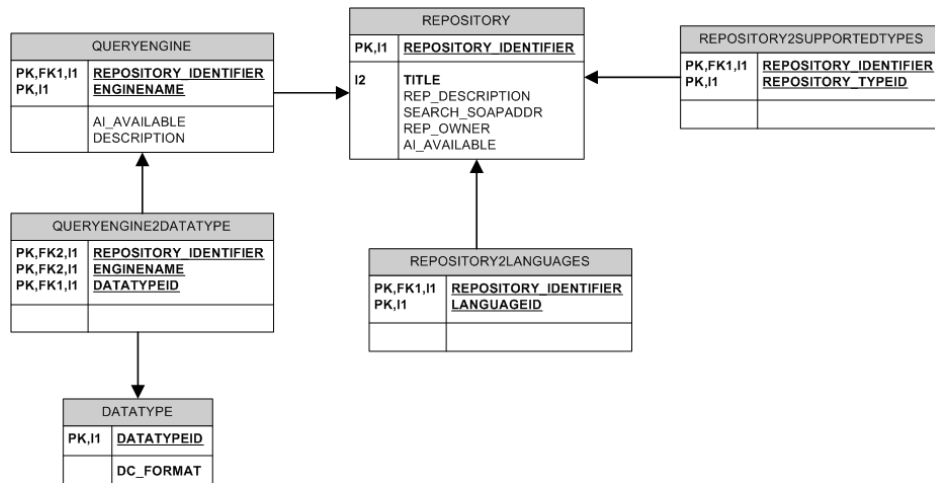 REPOSITORY
PK,I1 REPOSITORY_IDENTIFIER
I2 TITLE
REP_DESCRIPTION
SEARCH_SOAPADDR
REP_OWNER
AI_AVAILABLE
QUERYENGINE
PK,FK1,I1 REPOSITORY_IDENTIFIER
PK,I1 ENGINENAME
AI_AVAILABLE
DESCRIPTION
REPOSITORY2SUPPORTEDTYPES
PK,FK1,I1 REPOSITORY_IDENTIFIER
PK,I1 REPOSITORY_TYPEID
QUERYENGINE2DATATYPE
PK,FK2,I1 REPOSITORY_IDENTIFIER
PK,FK2,I1 ENGINENAME
PK,FK1,I1 DATATYPEID
REPOSITORY2LANGUAGES
PK,FK1,I1 REPOSITORY_IDENTIFIER
PK,I1 LANGUAGEID
DATATYPE
PK,I1 DATATYPEID
DC_FORMAT